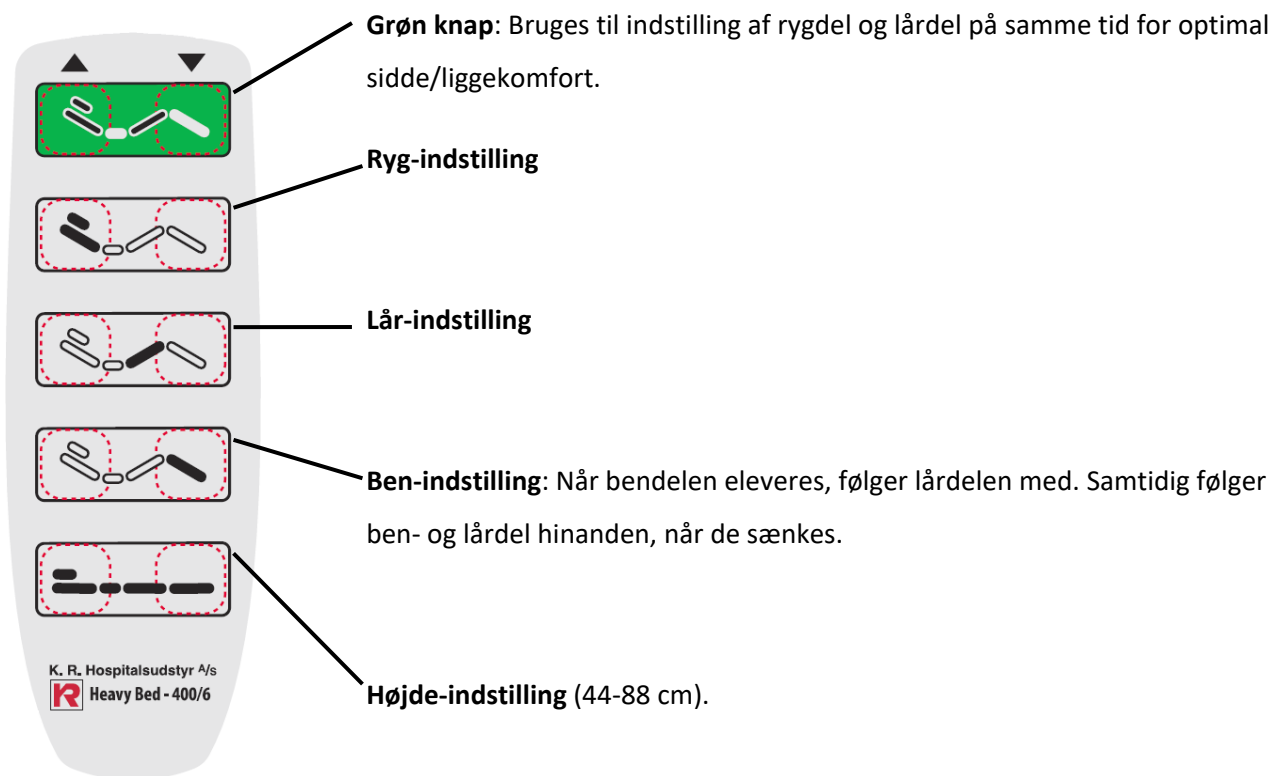 Grøn knap: Bruges til indstilling af rygdel og lårdel på samme tid for optimal
sidde/liggekomfort.
Ryg-indstilling
Lår-indstilling
Ben-indstilling: Når bendelen eleveres, følger lårdelen med. Samtidig følger
ben- og lårdel hinanden, når de sænkes.
K. R. Hospitalsudstyr A/s
R Heavy Bed - 400/6
Højde-indstilling (44-88 cm).